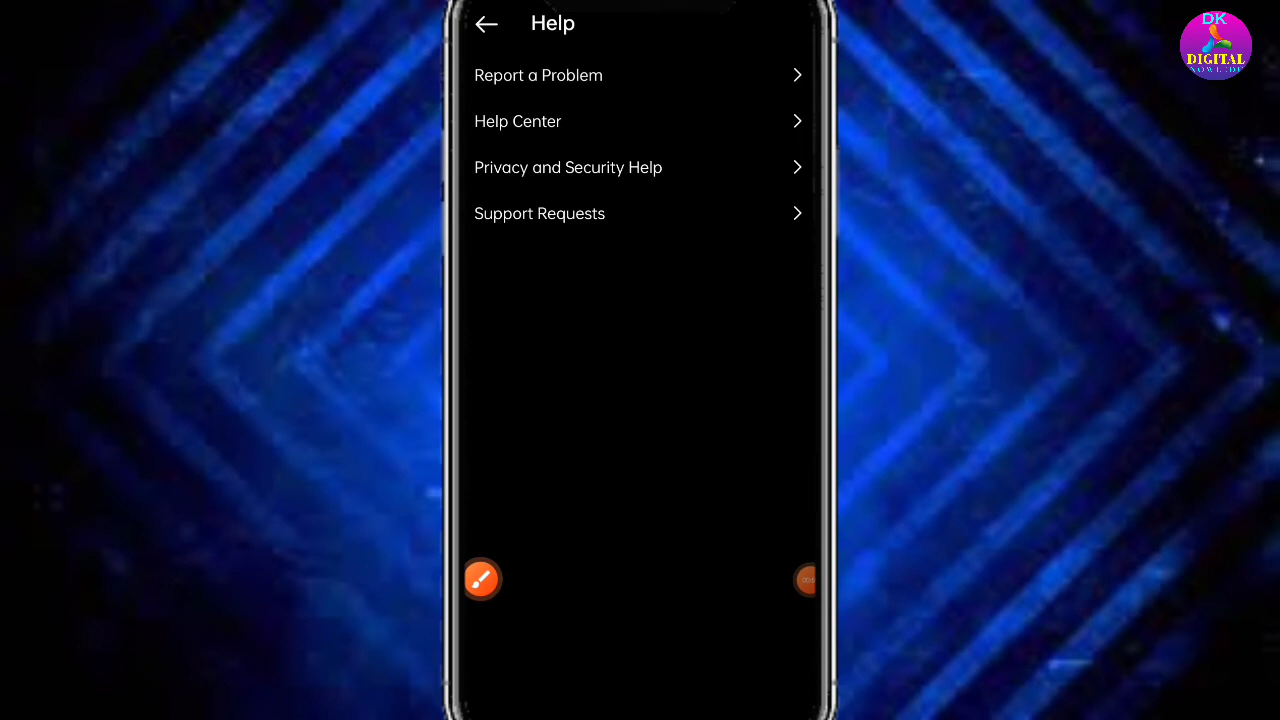 Help
Report a Problem
Help Center
Privacy and Security Help
Support Requests
DK
DIGITAL